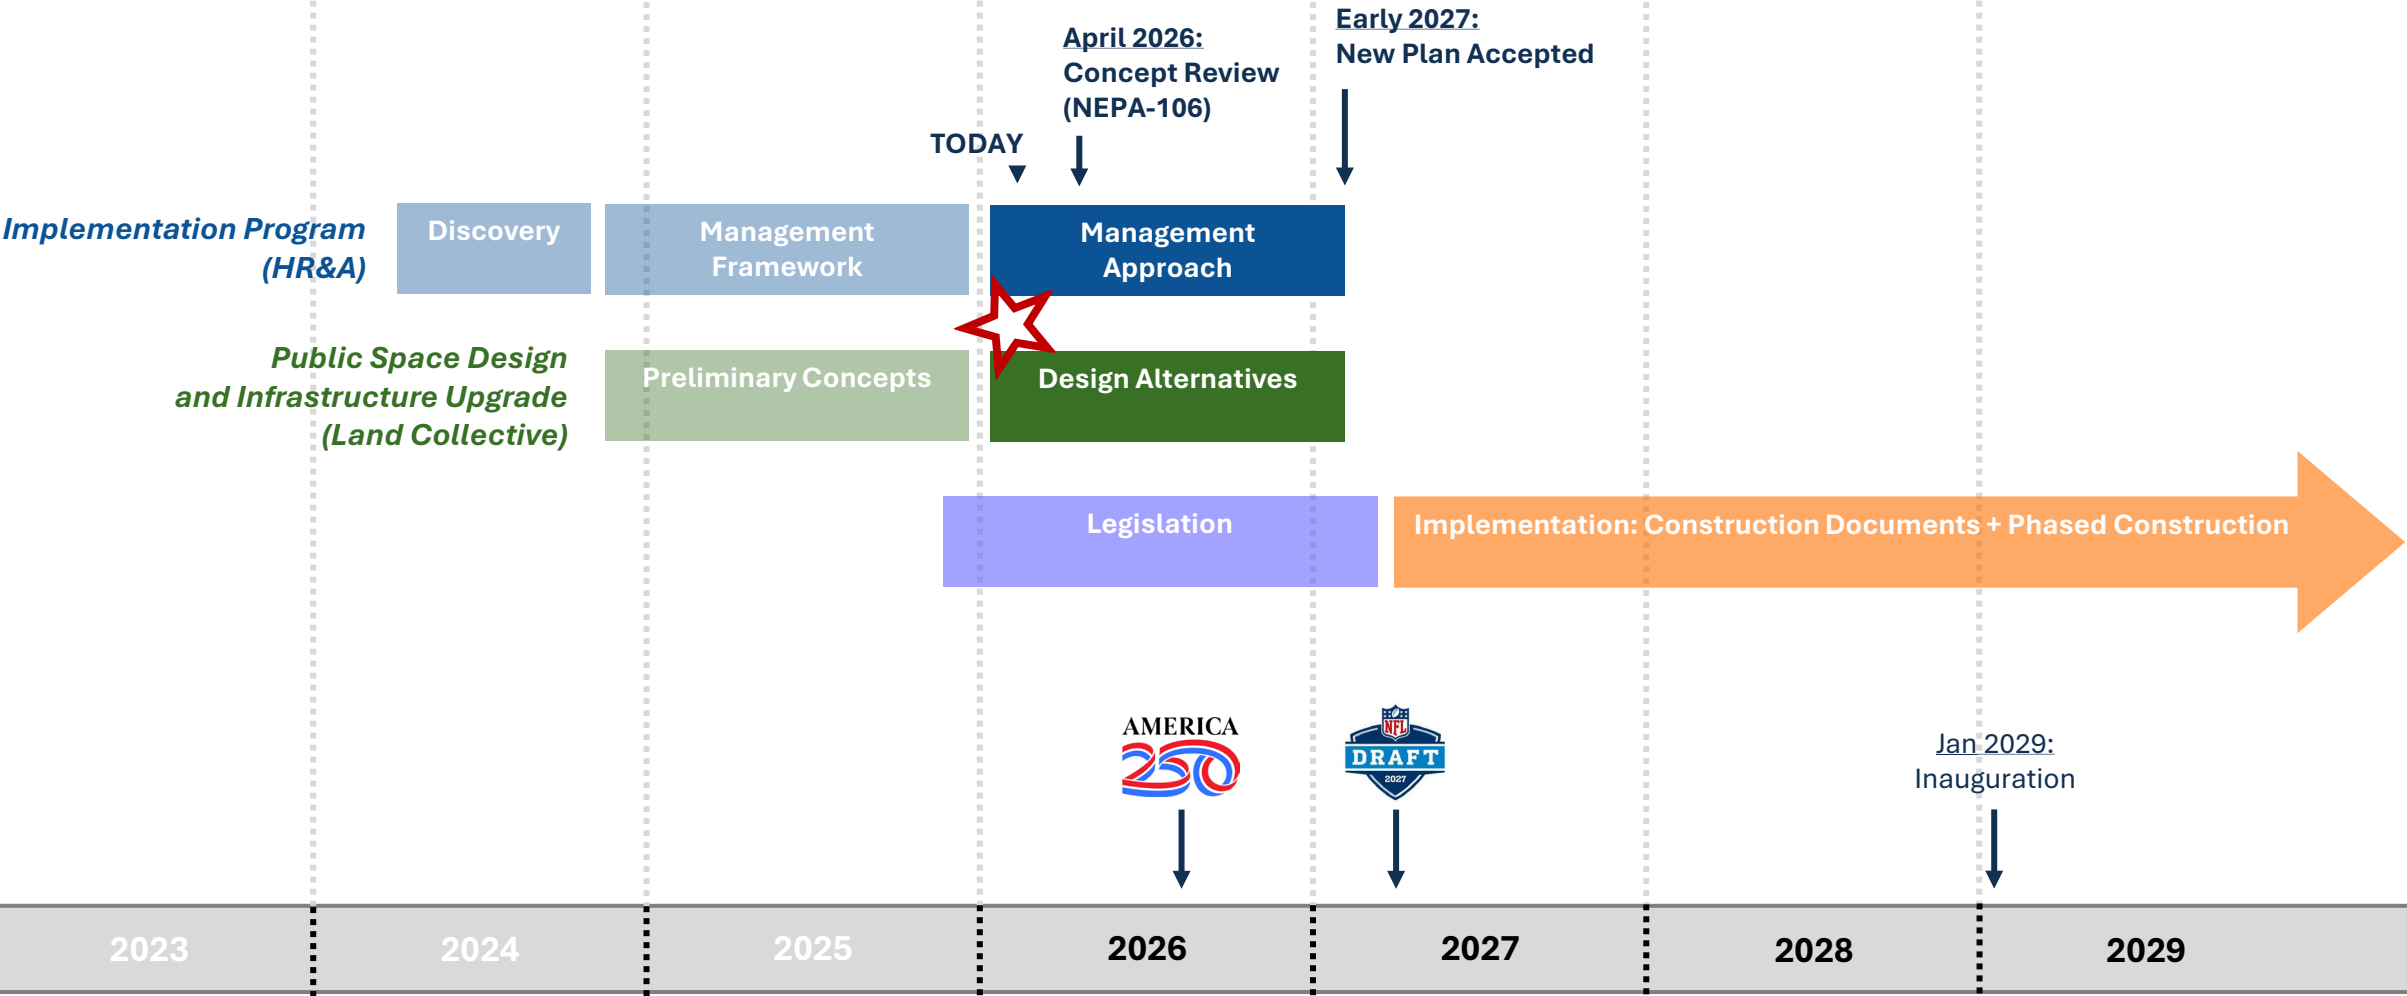 Early 2027:
New Plan Accepted
April 2026:
Concept Review
(NEPA-106)
TODAY
Implementation Program
(HR&A)
Discovery
Management
Framework
Management
Approach
Public Space Design
and Infrastructure Upgrade
(Land Collective)
Preliminary Concepts
Design Alternatives
Legislation
Implementation: Construction Documents + Phased Construction
AMERICA
250
NFL
DRAFT
2027
Jan 2029:
Inauguration
2023
2024
2025
2026
2027
2028
2029